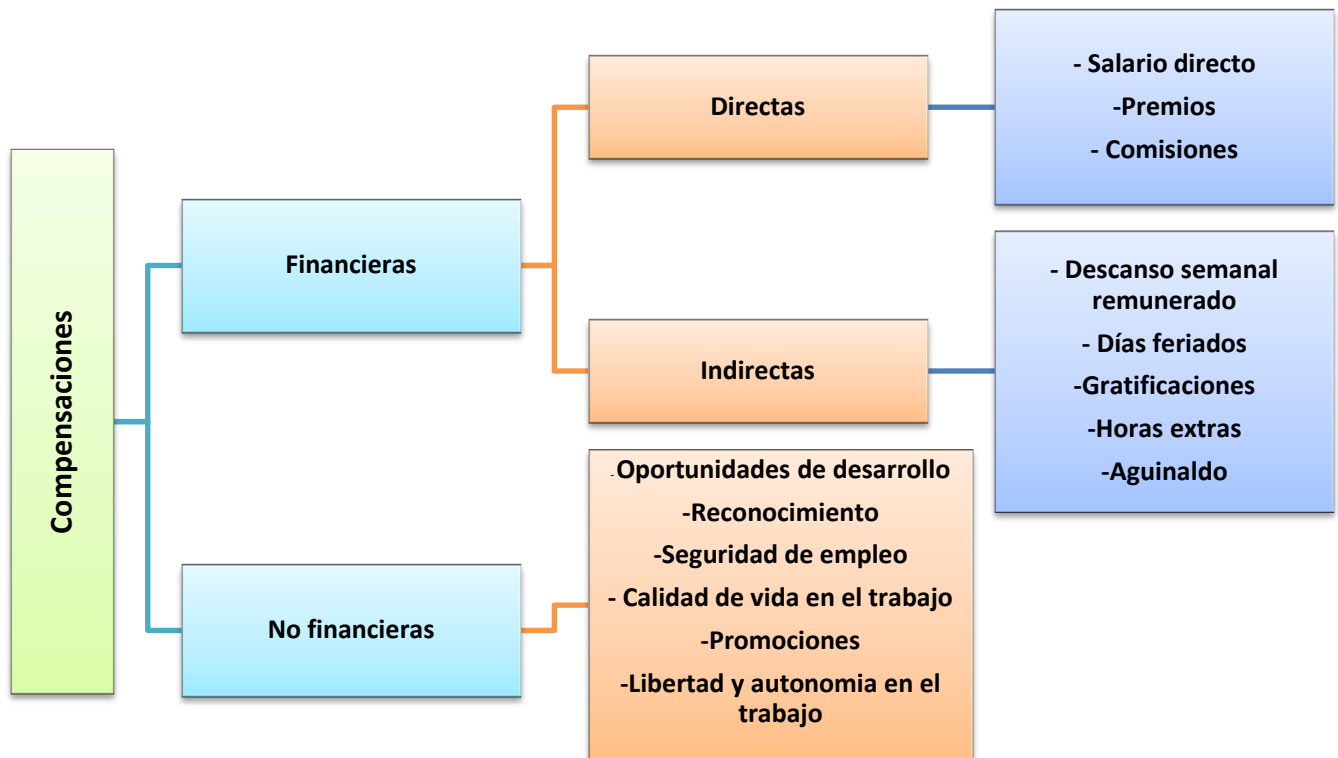 Compensaciones
Financieras
Directas
- Salario directo
-Premios
- Comisiones
Indirectas
- Descanso semanal
remunerado
- Días feriados
-Gratificaciones
-Horas extras
-Aguinaldo
No financieras
-Oportunidades de desarrollo
-Reconocimiento
-Seguridad de empleo
- Calidad de vida en el trabajo
-Promociones
-Libertad y autonomia en el
trabajo